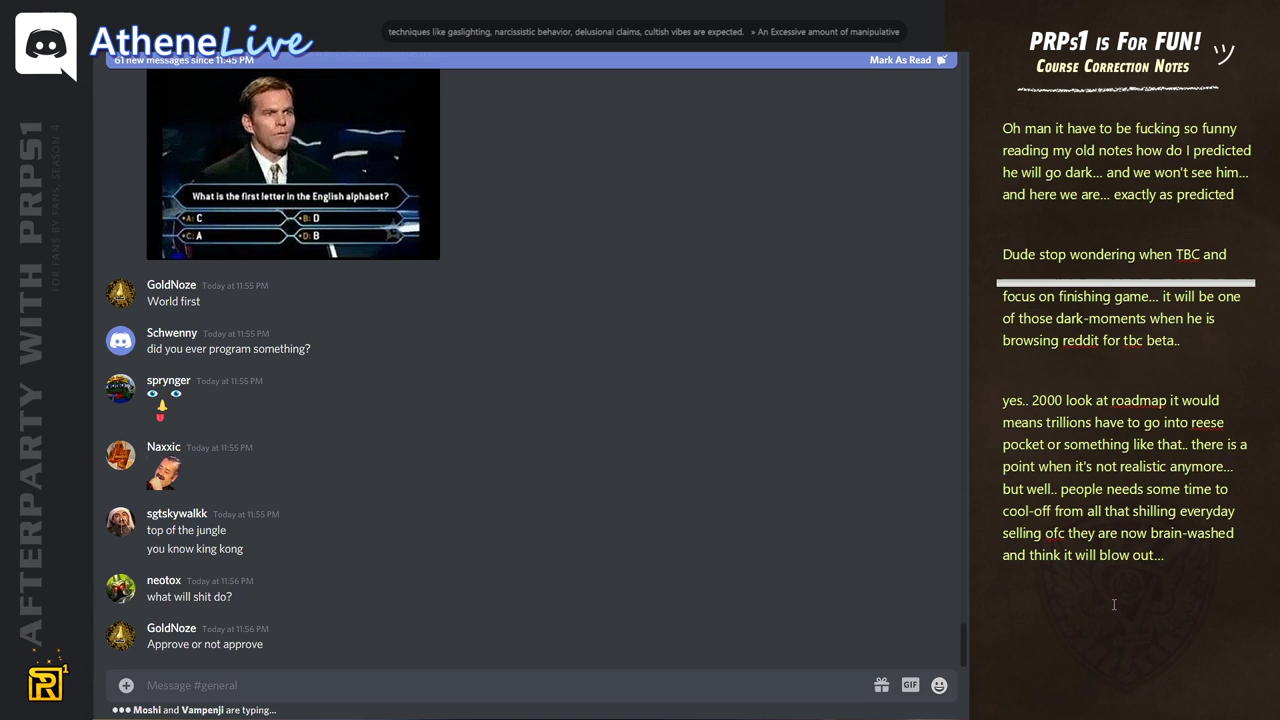 AtheneLive
techniques like gaslighting, narcissistic behavior, delusional claims, cultish vibes are expected.   » An Excessive amount of manipulative
61 new messages since 11:45 PM
Mark As Read
What is the first letter in the English alphabet?
A: C
B: D
C: A
D: B
GoldNoze Today at 11:55 PM
World first
Schwenny Today at 11:55 PM
did you ever program something?
sprynger Today at 11:55 PM
Naxxic Today at 11:55 PM
sgtskywalkk Today at 11:55 PM
top of the jungle
you know king kong
neotox Today at 11:56 PM
what will shit do?
GoldNoze Today at 11:56 PM
Approve or not approve
Message #general
GIF
Moshi and Vampenji are typing...
AFTERPARTY WITH PRPS1
FOR FANS BY FANS, SEASON 4
R1
PRPs1 is For FUN! ツ
Course Correction Notes
Oh man it have to be fucking so funny
reading my old notes how do I predicted
he will go dark... and we won't see him...
and here we are... exactly as predicted
Dude stop wondering when TBC and
focus on finishing game... it will be one
of those dark-moments when he is
browsing reddit for tbc beta..
yes.. 2000 look at roadmap it would
means trillions have to go into reese
pocket or something like that.. there is a
point when it's not realistic anymore...
but well.. people needs some time to
cool-off from all that shilling everyday
selling ofc they are now brain-washed
and think it will blow out...